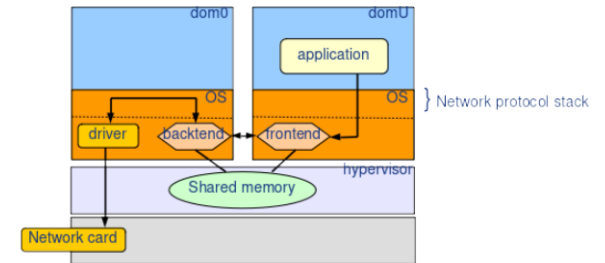 dom0
domU
application
OS
OS
} Network protocol stack
driver
backtend
frontend
hypervisor
Shared memory
Network card